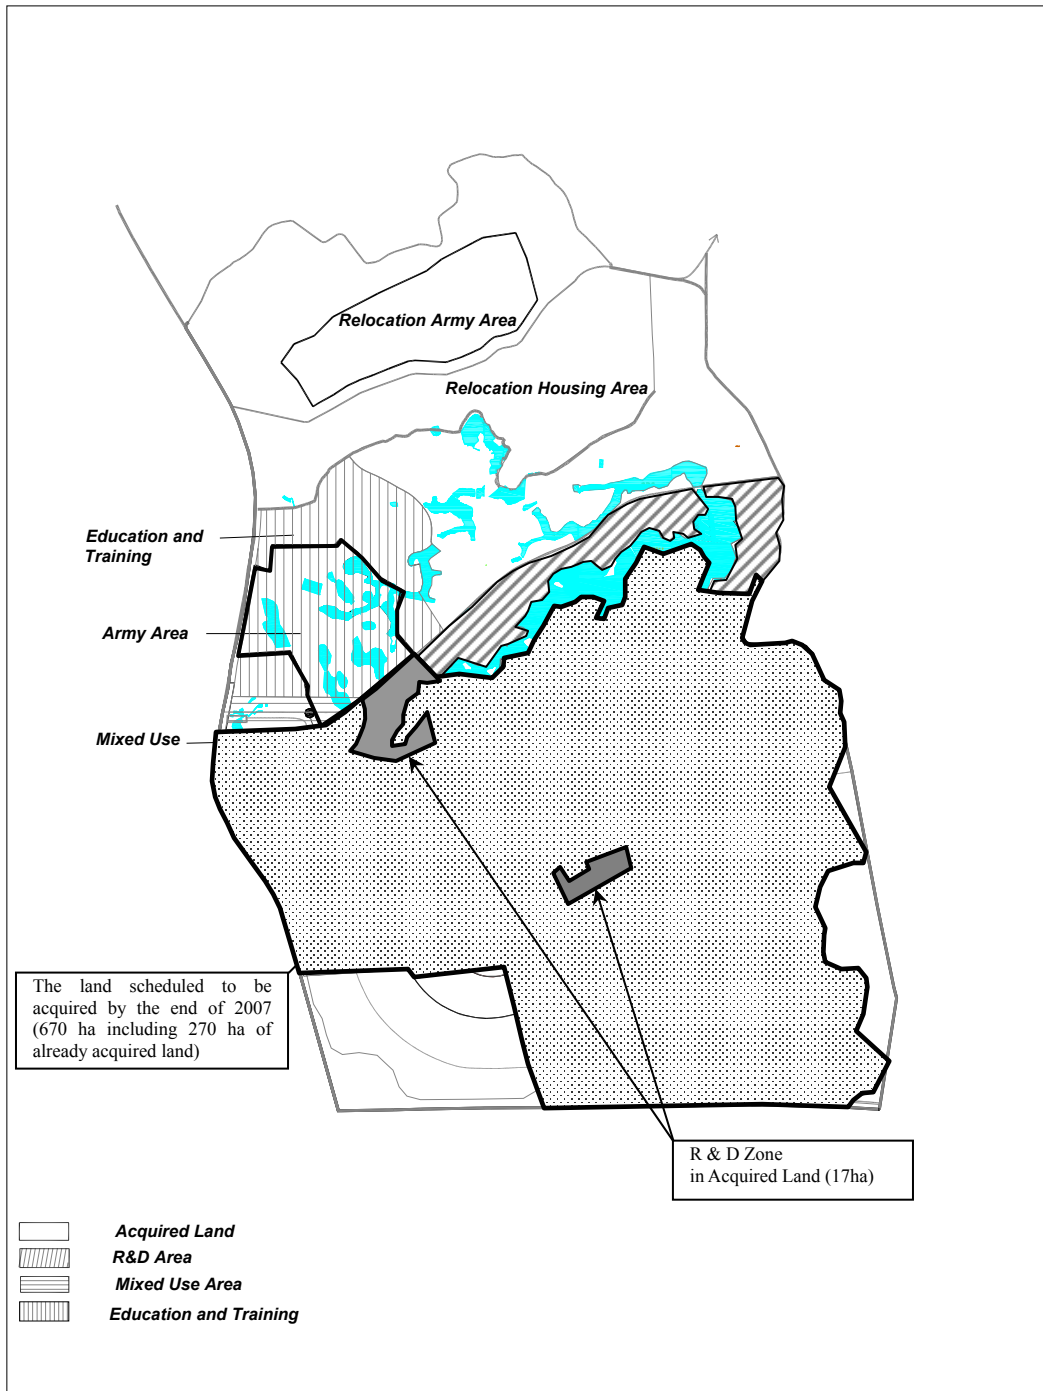 Relocation Army Area
Relocation Housing Area
Education and
Training
Army Area
Mixed Use
The land scheduled to be
acquired by the end of 2007
(670 ha including 270 ha of
already acquired land)
R & D Zone
in Acquired Land (17ha)
Acquired Land
R&D Area
Mixed Use Area
Education and Training